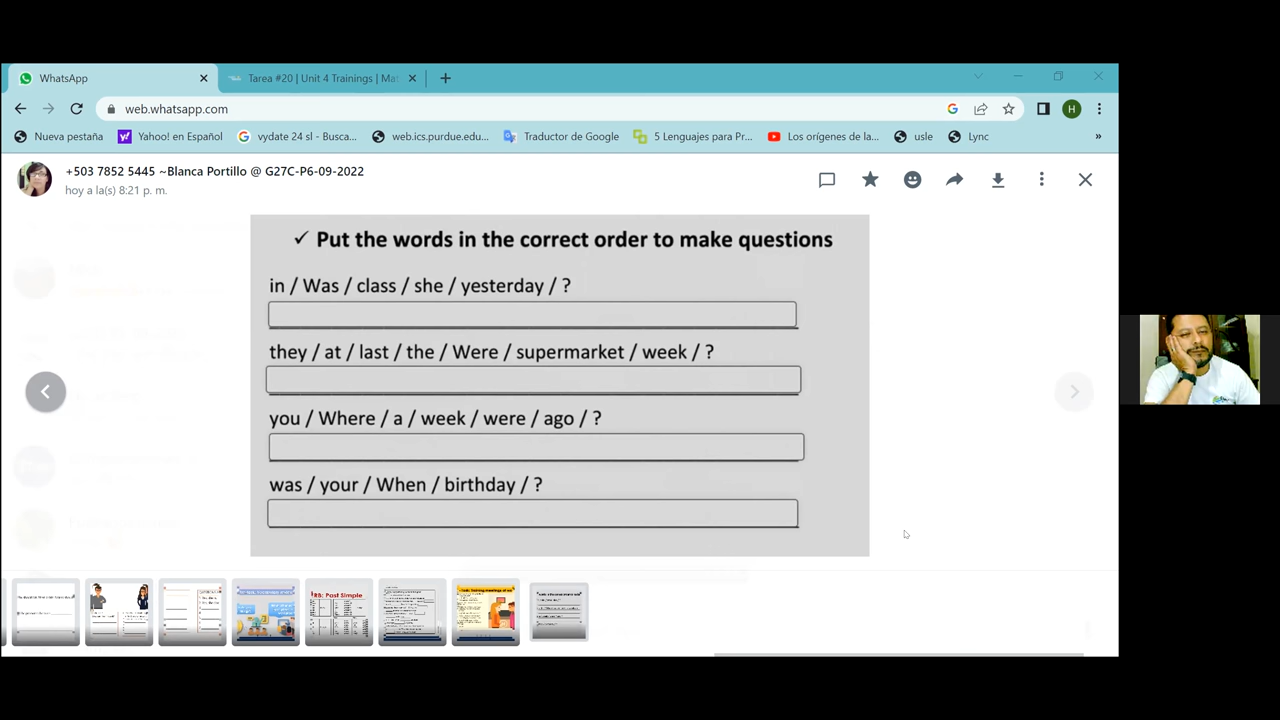 WhatsApp
Tarea #20 | Unit 4 Trainings | Mat
web.whatsapp.com
Nueva pestaña
Yahoo! en Español
vydate 24 sl - Busca...
web.ics.purdue.edu...
Traductor de Google
5 Lenguajes para Pr...
Los orígenes de la...
usle
Lync
»
+503 7852 5445 ~Blanca Portillo @ G27C-P6-09-2022
hoy a la(s) 8:21 p. m.
✓ Put the words in the correct order to make questions
in / Was / class / she / yesterday / ?
they / at / last / the / Were / supermarket / week / ?
you / Where / a / week / were / ago / ?
was / your / When / birthday / ?